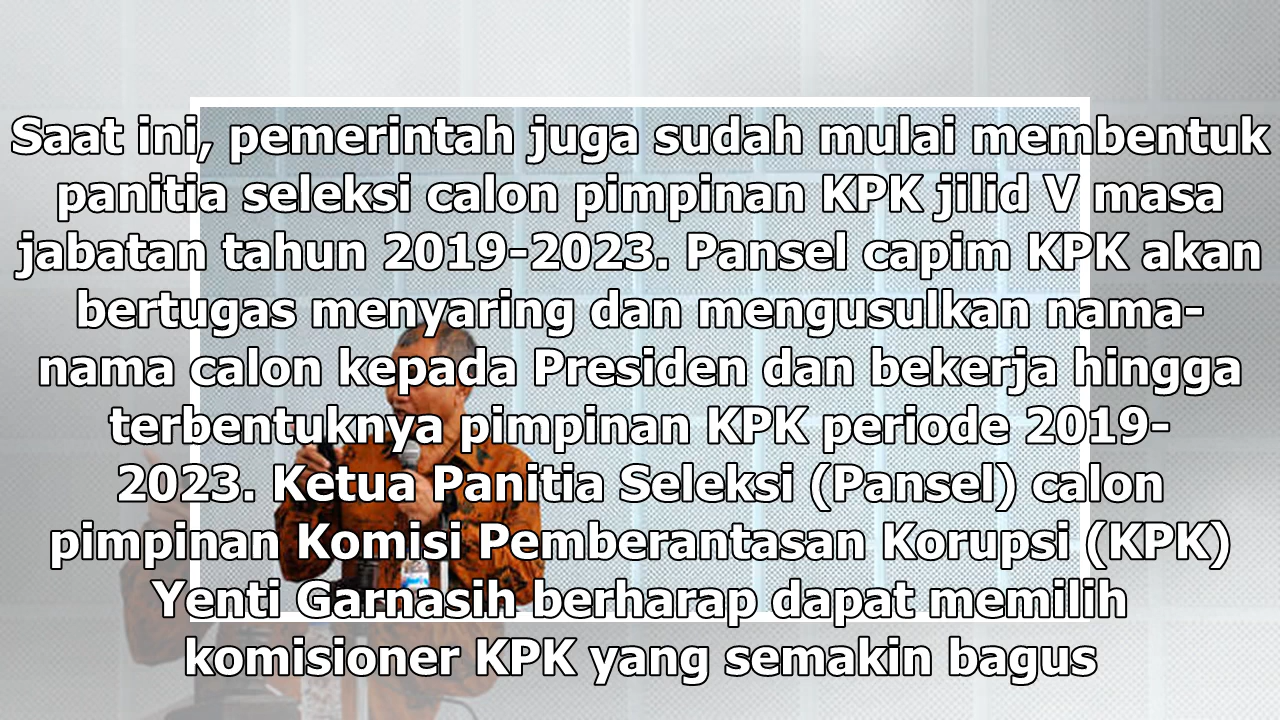 Saat ini, pemerintah juga sudah mulai membentuk
panitia seleksi calon pimpinan KPK jilid V masa
jabatan tahun 2019-2023. Pansel capim KPK akan
bertugas menyaring dan mengusulkan nama-
nama calon kepada Presiden dan bekerja hingga
terbentuknya pimpinan KPK periode 2019-
2023. Ketua Panitia Seleksi (Pansel) calon
pimpinan Komisi Pemberantasan Korupsi (KPK)
Yenti Garnasih berharap dapat memilih
komisioner KPK yang semakin bagus